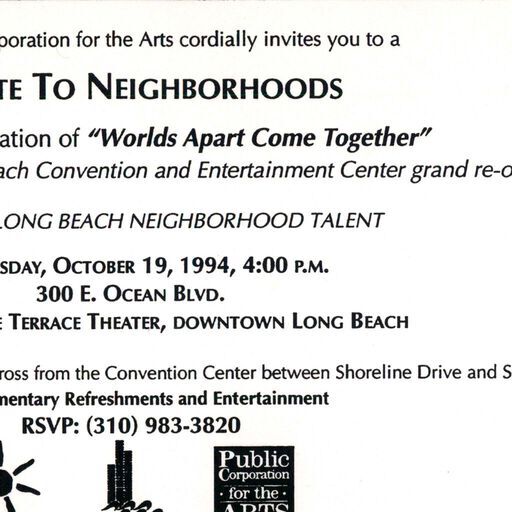 poration for the Arts cordially invites you to a
TE TO NEIGHBORHOODS
ation of "Worlds Apart Come Together"
ach Convention and Entertainment Center grand re-o
LONG BEACH NEIGHBORHOOD TALENT
SDAY, OCTOBER 19, 1994, 4:00 P.M.
300 E. OCEAN BLVD.
E TERRACE THEATER, DOWNTOWN LONG BEACH
ross from the Convention Center between Shoreline Drive and S
mentary Refreshments and Entertainment
RSVP: (310) 983-3820
Public
Corporation
· for the ·
ARTS